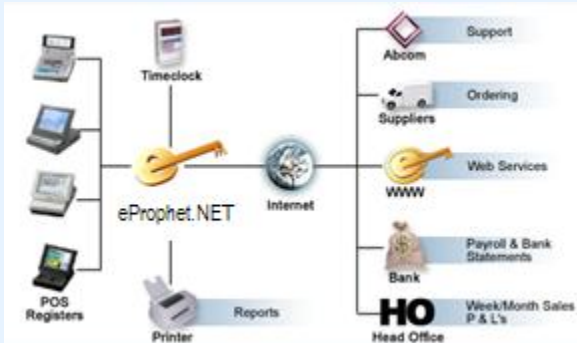 Timeclock
eProphet.NET
POS
Registers
Printer
Reports
Internet
Abcom
Support
Suppliers
Ordering
WWW
Web Services
Bank
Payroll & Bank
Statements
HO
Head Office
Week/Month Sales
P & L's